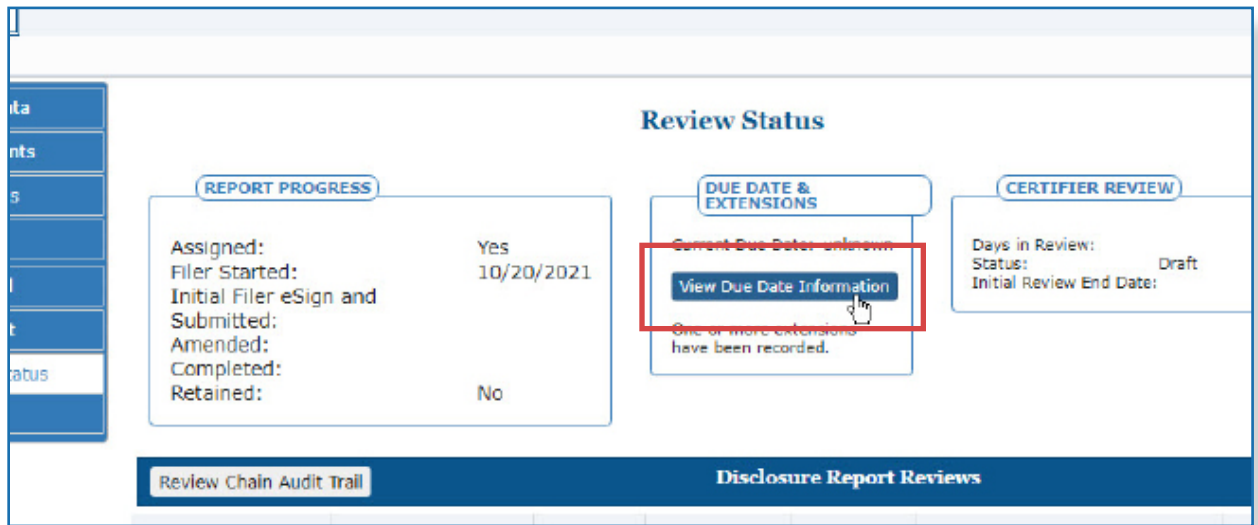 ata
Review Status
nts
REPORT PROGRESS
DUE DATE &
EXTENSIONS
CERTIFIER REVIEW
s
Assigned: Yes
Filer Started: 10/20/2021
Initial Filer eSign and
Submitted:
Amended:
Completed:
Retained: No
Current Due Date: unknown
View Due Date Information
One or more extensions
have been recorded.
Days in Review:
Status: Draft
Initial Review End Date:
l
t
tatus
Review Chain Audit Trail
Disclosure Report Reviews